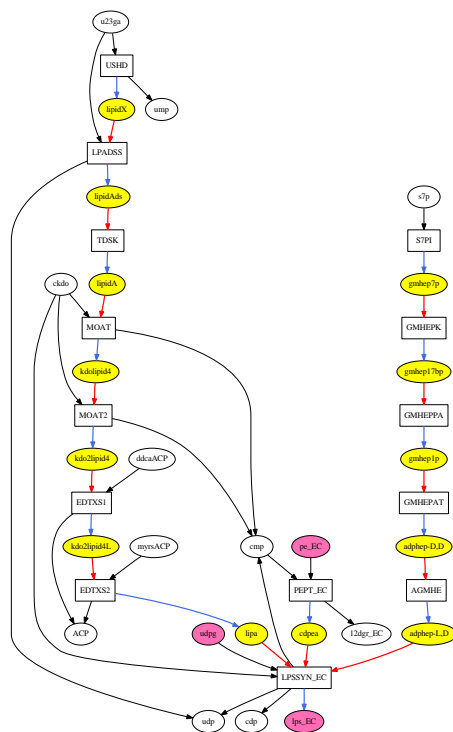 u23ga
USHD
lipidX
ump
LPADSS
lipidAds
s7p
TDSK
S7PI
ckdo
lipidA
gmhep7p
MOAT
GMHEPK
kdolipid4
gmhep17bp
MOAT2
GMHEPPA
kdo2lipid4
ddcaACP
gmhep1p
EDTXS1
GMHEPAT
kdo2lipid4L
myrsACP
cmp
pe_EC
adphep-D,D
EDTXS2
PEPT_EC
AGMHE
ACP
udpg
lipa
cdpea
12dgr_EC
adphep-L,D
LPSSYN_EC
udp
cdp
lps_EC